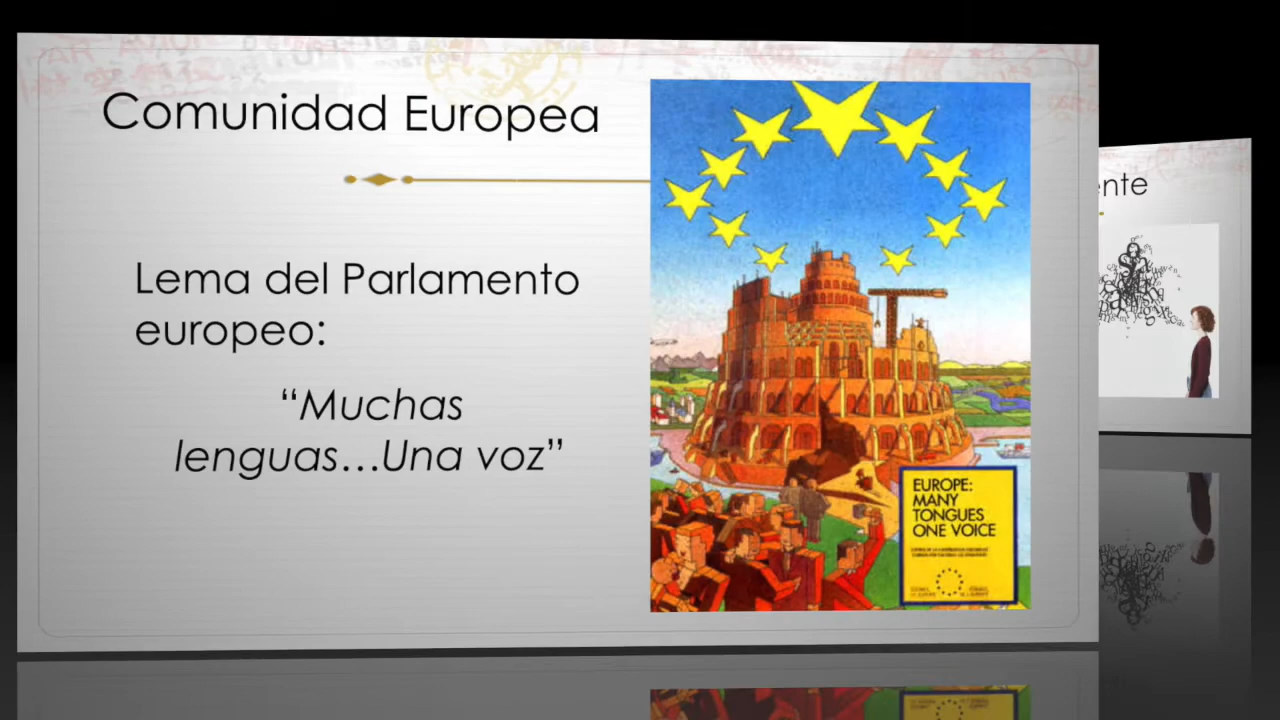 Comunidad Europea
Lema del Parlamento
europeo:
“Muchas
lenguas...Una voz”
EUROPE:
MANY
TONGUES
ONE VOICE
ente